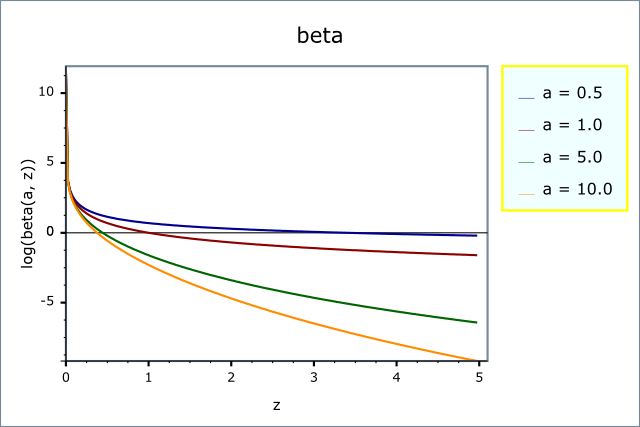 beta
log(beta(a, z))
10
5
0
-5
0 1 2 3 4 5
z
a = 0.5
a = 1.0
a = 5.0
a = 10.0